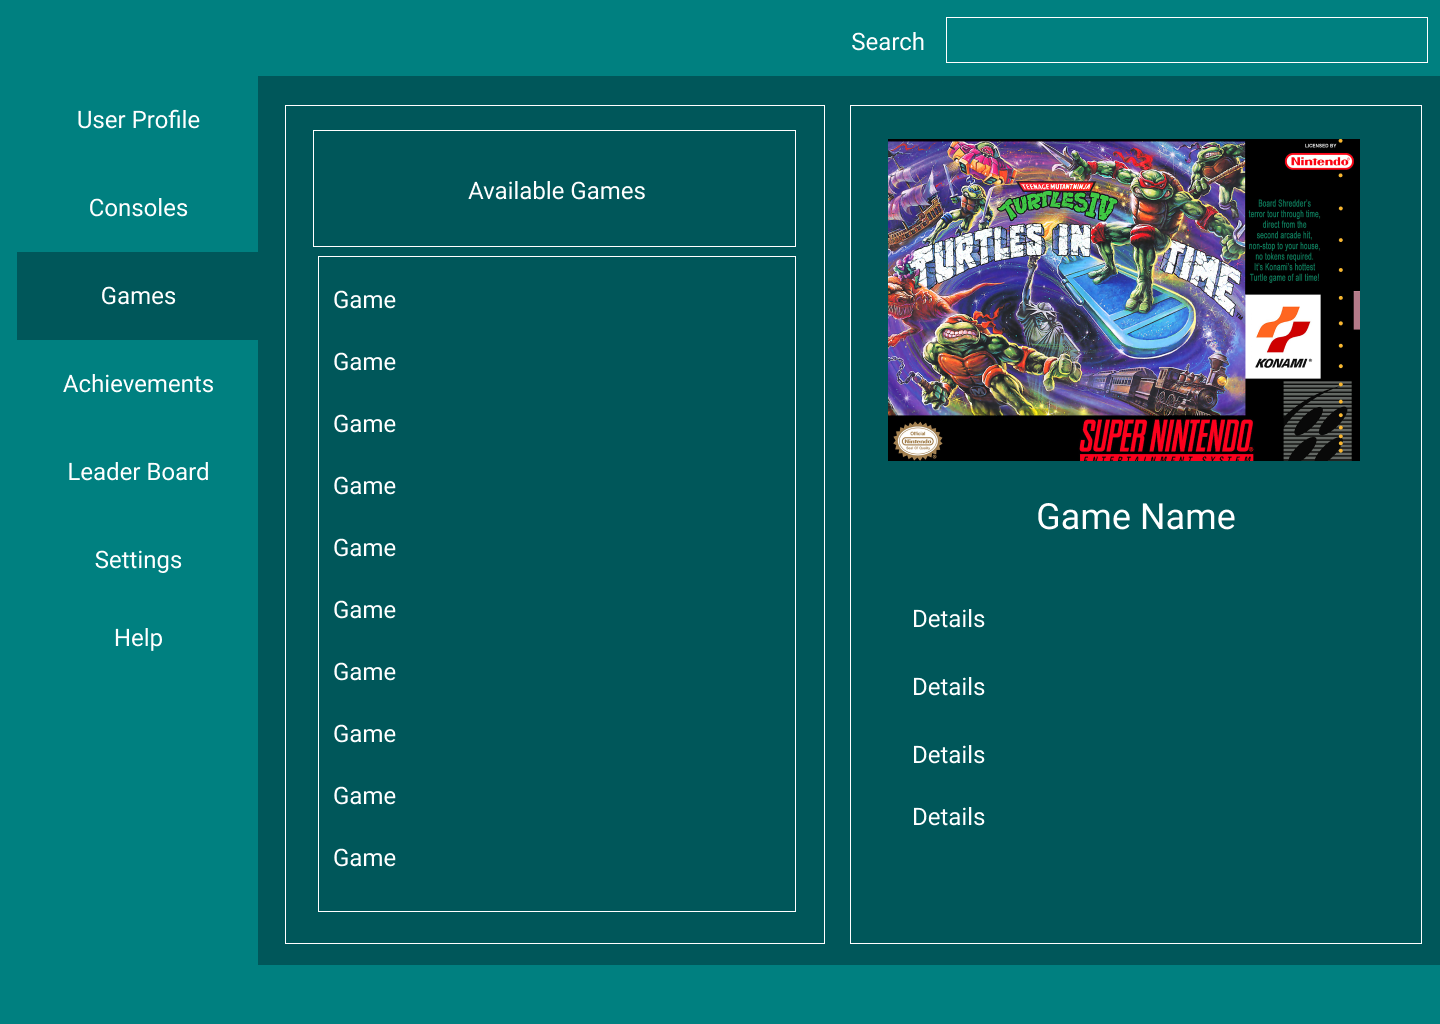 Search
User Profile
Consoles
Games
Achievements
Leader Board
Settings
Help
Available Games
Game
Game
Game
Game
Game
Game
Game
Game
Game
Game
TEENAGE MUTANT NINJA
TURTLES IV
TURTLES IN TIME
LICENSED BY
Nintendo
Board Shredder's
terror tour through time,
direct from the
second arcade hit,
non-stop to your house,
no tokens required.
It's Konami's hottest
Turtle game of all time!
KONAMI®
Official
Nintendo
SUPER NINTENDO
ENTERTAINMENT SYSTEM
Game Name
Details
Details
Details
Details